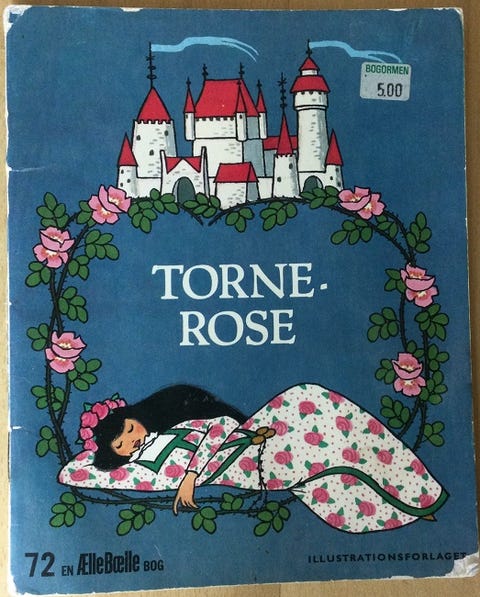 BOGORMEN
5.00
TORNE-
ROSE
72 EN ÆlleBælle BOG
ILLUSTRATIONSFORLAGET